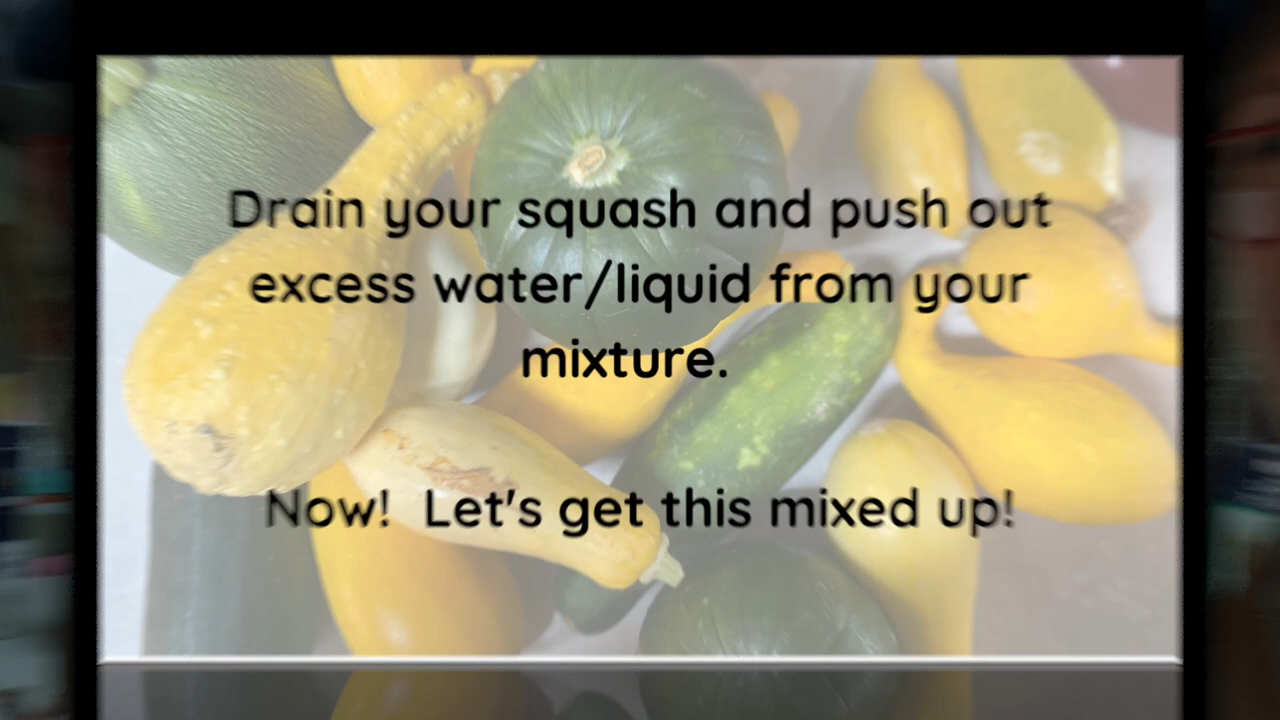 Drain your squash and push out
excess water/liquid from your
mixture.
Now!  Let's get this mixed up!